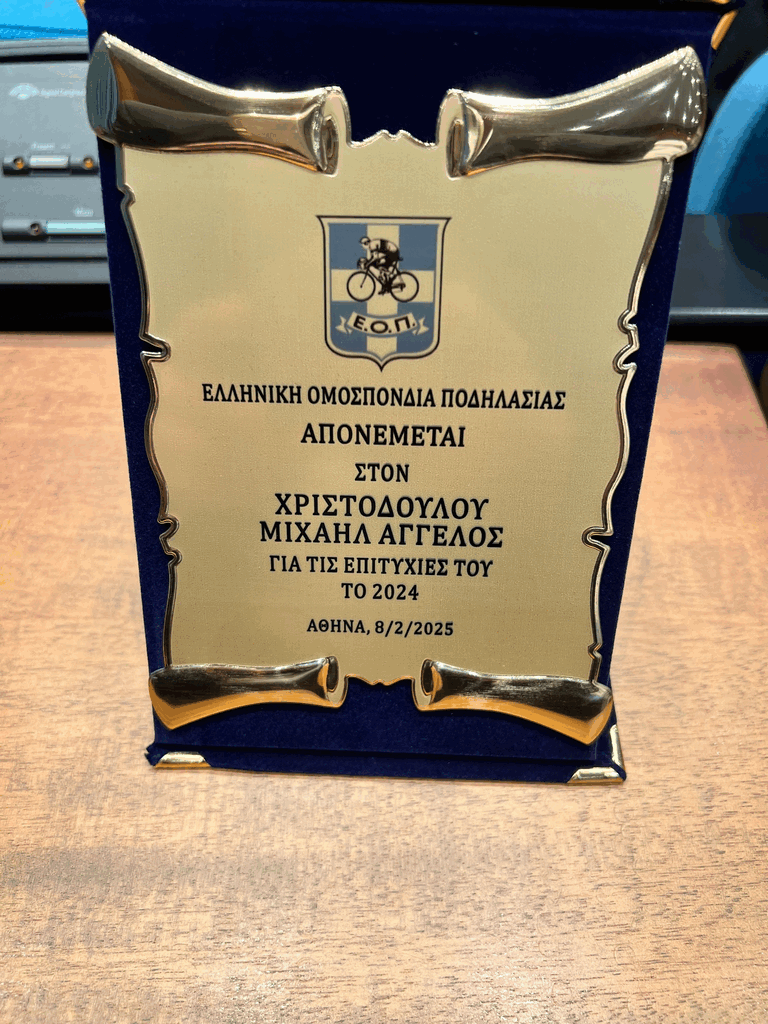 Ε.Ο.Π.
ΕΛΛΗΝΙΚΗ ΟΜΟΣΠΟΝΔΙΑ ΠΟΔΗΛΑΣΙΑΣ
ΑΠΟΝΕΜΕΤΑΙ
ΣΤΟΝ
ΧΡΙΣΤΟΔΟΥΛΟΥ
ΜΙΧΑΗΛ ΑΓΓΕΛΟΣ
ΓΙΑ ΤΙΣ ΕΠΙΤΥΧΙΕΣ ΤΟΥ
ΤΟ 2024
ΑΘΗΝΑ, 8/2/2025